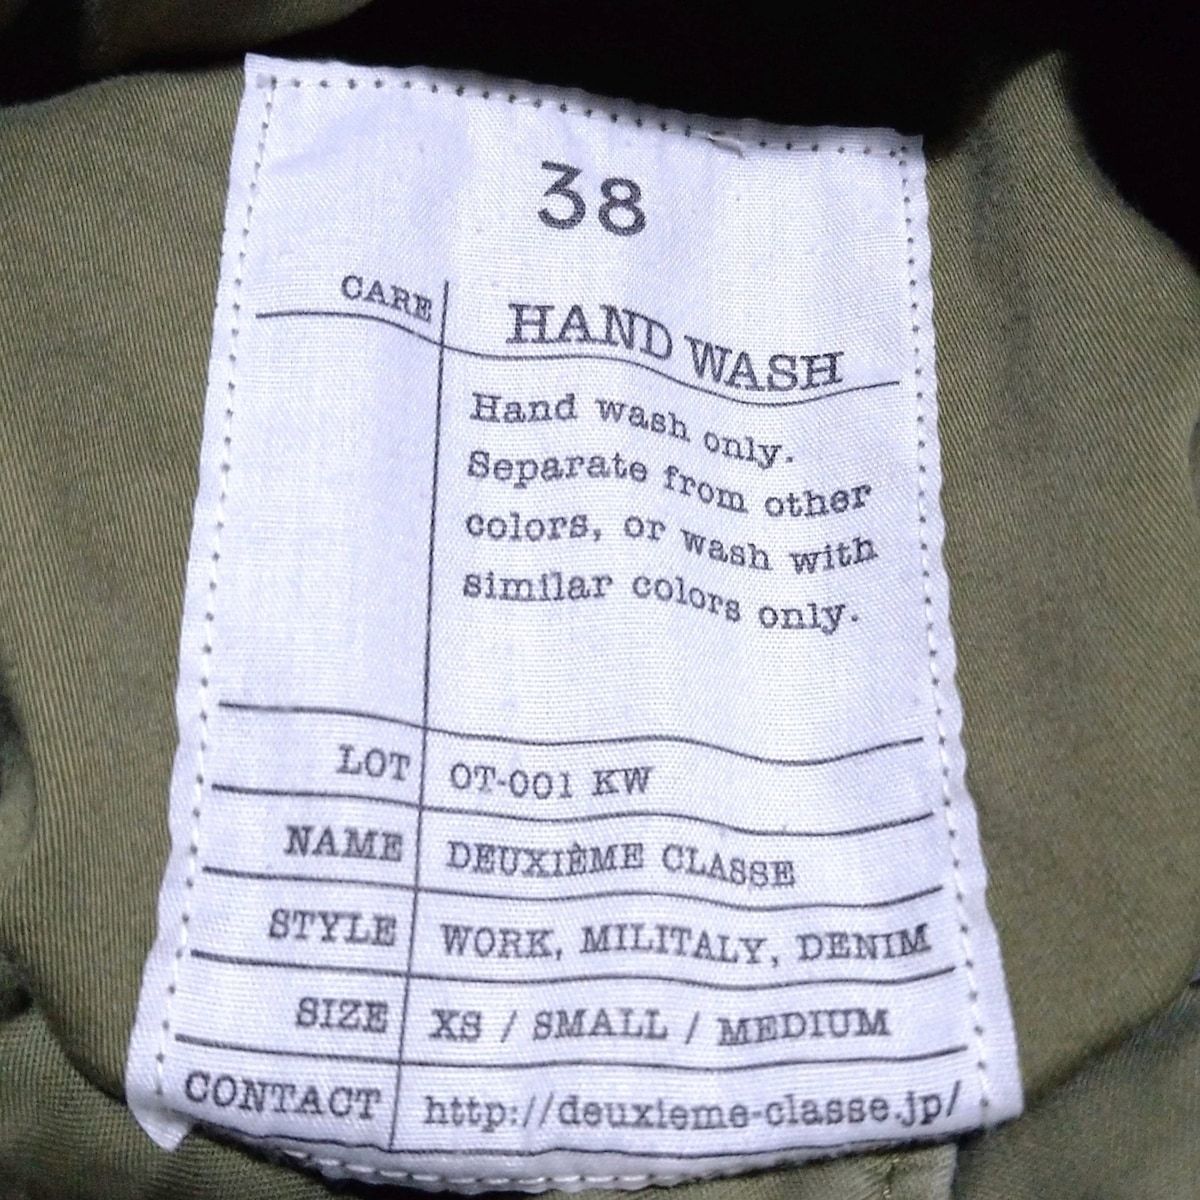 38
CARE HAND WASH
Hand wash only.
Separate from other
colors, or wash with
similar colors only.
LOT OT-001 KW
NAME DEUXIÈME CLASSE
STYLE WORK, MILITALY, DENIM
SIZE XS / SMALL / MEDIUM
CONTACT http://deuxieme-classe.jp/